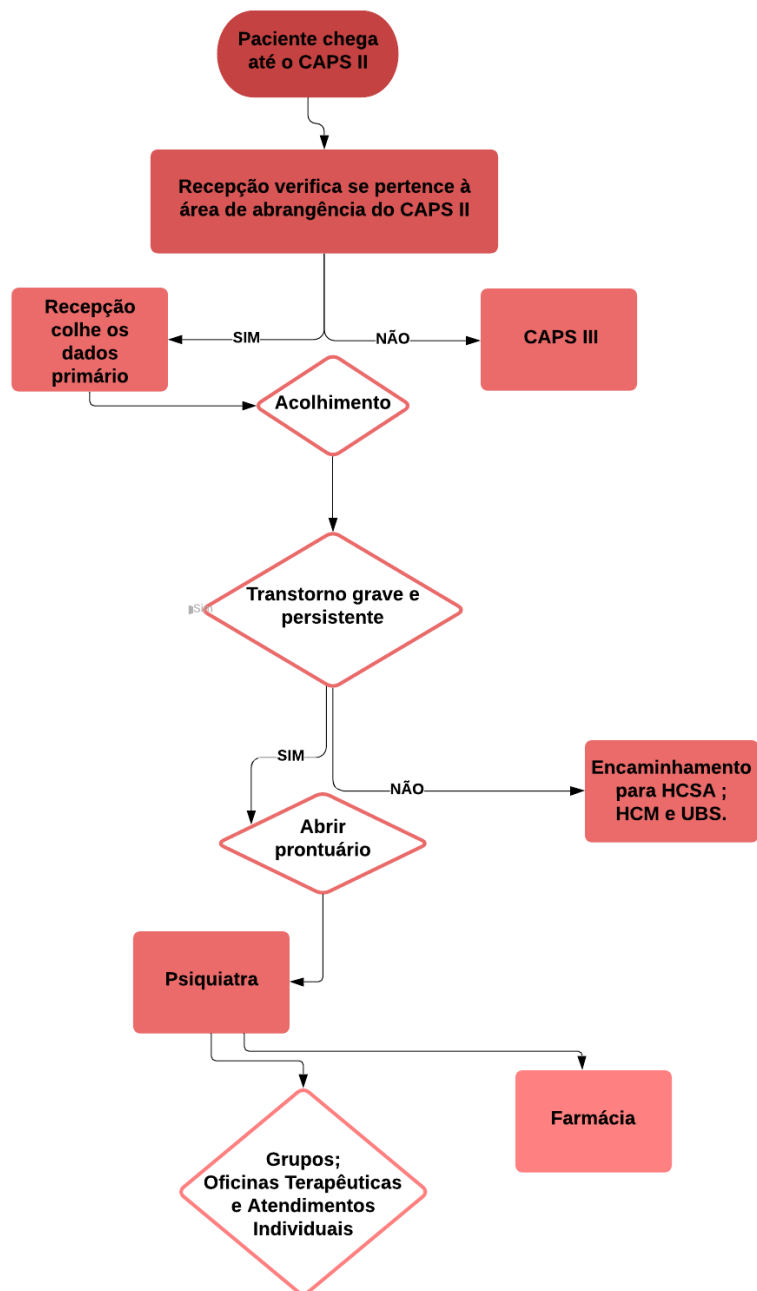 Paciente chega
até o CAPS II
Recepção verifica se pertence à
área de abrangência do CAPS II
Recepção
colhe os
dados
primário
SIM
NÃO
CAPS III
Acolhimento
Transtorno grave e
persistente
Sim
SIM
NÃO
Encaminhamento
para HCSA ;
HCM e UBS.
Abrir
prontuário
Psiquiatra
Farmácia
Grupos;
Oficinas Terapêuticas
e Atendimentos
Individuais